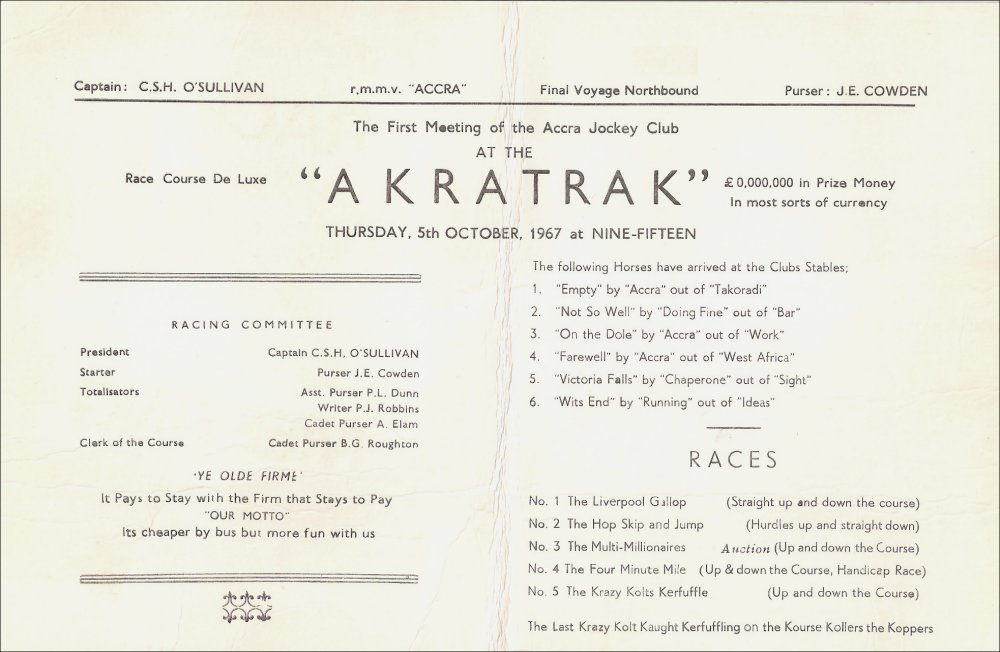 Captain: C.S.H. O'SULLIVAN r.m.m.v. "ACCRA" Final Voyage Northbound Purser: J.E. COWDEN
The First Meeting of the Accra Jockey Club
AT THE
Race Course De Luxe "AKRATRAK" £0,000,000 in Prize Money
In most sorts of currency
THURSDAY, 5th OCTOBER, 1967 at NINE-FIFTEEN
RACING COMMITTEE
President Captain C.S.H. O'SULLIVAN
Starter Purser J.E. Cowden
Totalisators Asst. Purser P.L. Dunn
Writer P.J. Robbins
Cadet Purser A. Elam
Clerk of the Course Cadet Purser B.G. Roughton
'YE OLDE FIRME'
It Pays to Stay with the Firm that Stays to Pay
"OUR MOTTO"
Its cheaper by bus but more fun with us
The following Horses have arrived at the Clubs Stables;
1. "Empty" by "Accra" out of "Takoradi"
2. "Not So Well" by "Doing Fine" out of "Bar"
3. "On the Dole" by "Accra" out of "Work"
4. "Farewell" by "Accra" out of "West Africa"
5. "Victoria Falls" by "Chaperone" out of "Sight"
6. "Wits End" by "Running" out of "Ideas"
RACES
No. 1 The Liverpool Gallop (Straight up and down the course)
No. 2 The Hop Skip and Jump (Hurdles up and straight down)
No. 3 The Multi-Millionaires Auction (Up and down the Course)
No. 4 The Four Minute Mile (Up & down the Course, Handicap Race)
No. 5 The Krazy Kolts Kerfuffle (Up and down the Course)
The Last Krazy Kolt Kaught Kerfuffling on the Kourse Kollers the Koppers